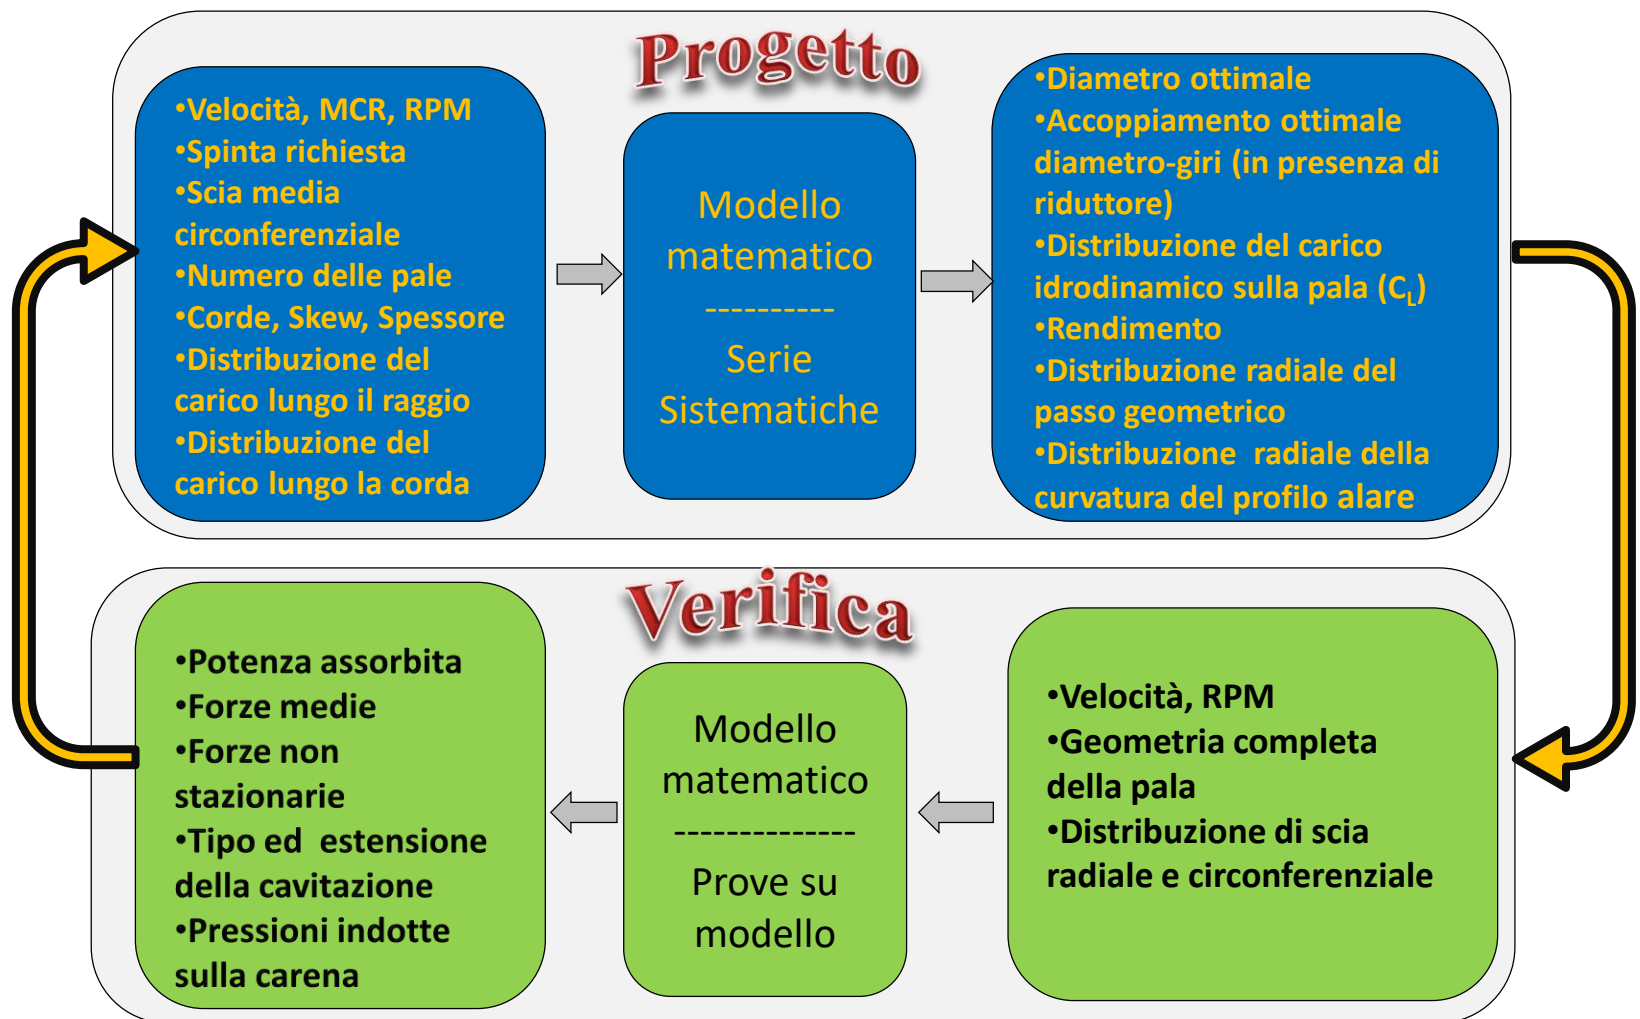 Progetto
•Velocità, MCR, RPM
•Spinta richiesta
•Scia media
circonferenziale
•Numero delle pale
•Corde, Skew, Spessore
•Distribuzione del
carico lungo il raggio
•Distribuzione del
carico lungo la corda
Modello
matematico
----------
Serie
Sistematiche
•Diametro ottimale
•Accoppiamento ottimale
diametro-giri (in presenza di
riduttore)
•Distribuzione del carico
idrodinamico sulla pala (CL)
•Rendimento
•Distribuzione radiale del
passo geometrico
•Distribuzione  radiale della
curvatura del profilo alare
Verifica
•Potenza assorbita
•Forze medie
•Forze non
stazionarie
•Tipo ed  estensione
della cavitazione
•Pressioni indotte
sulla carena
Modello
matematico
--------------
Prove su
modello
•Velocità, RPM
•Geometria completa
della pala
•Distribuzione di scia
radiale e circonferenziale